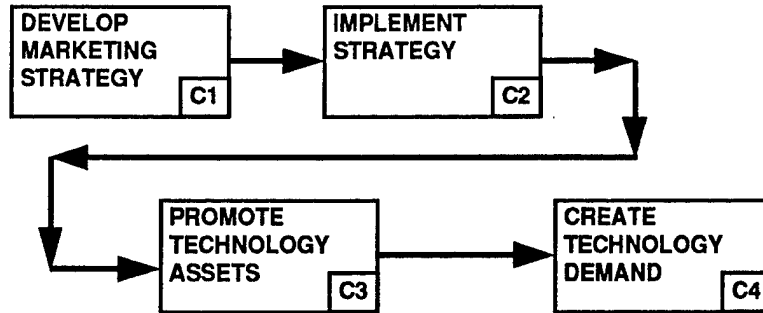 DEVELOP
MARKETING
STRATEGY
C1
IMPLEMENT
STRATEGY
C2
PROMOTE
TECHNOLOGY
ASSETS
C3
CREATE
TECHNOLOGY
DEMAND
C4